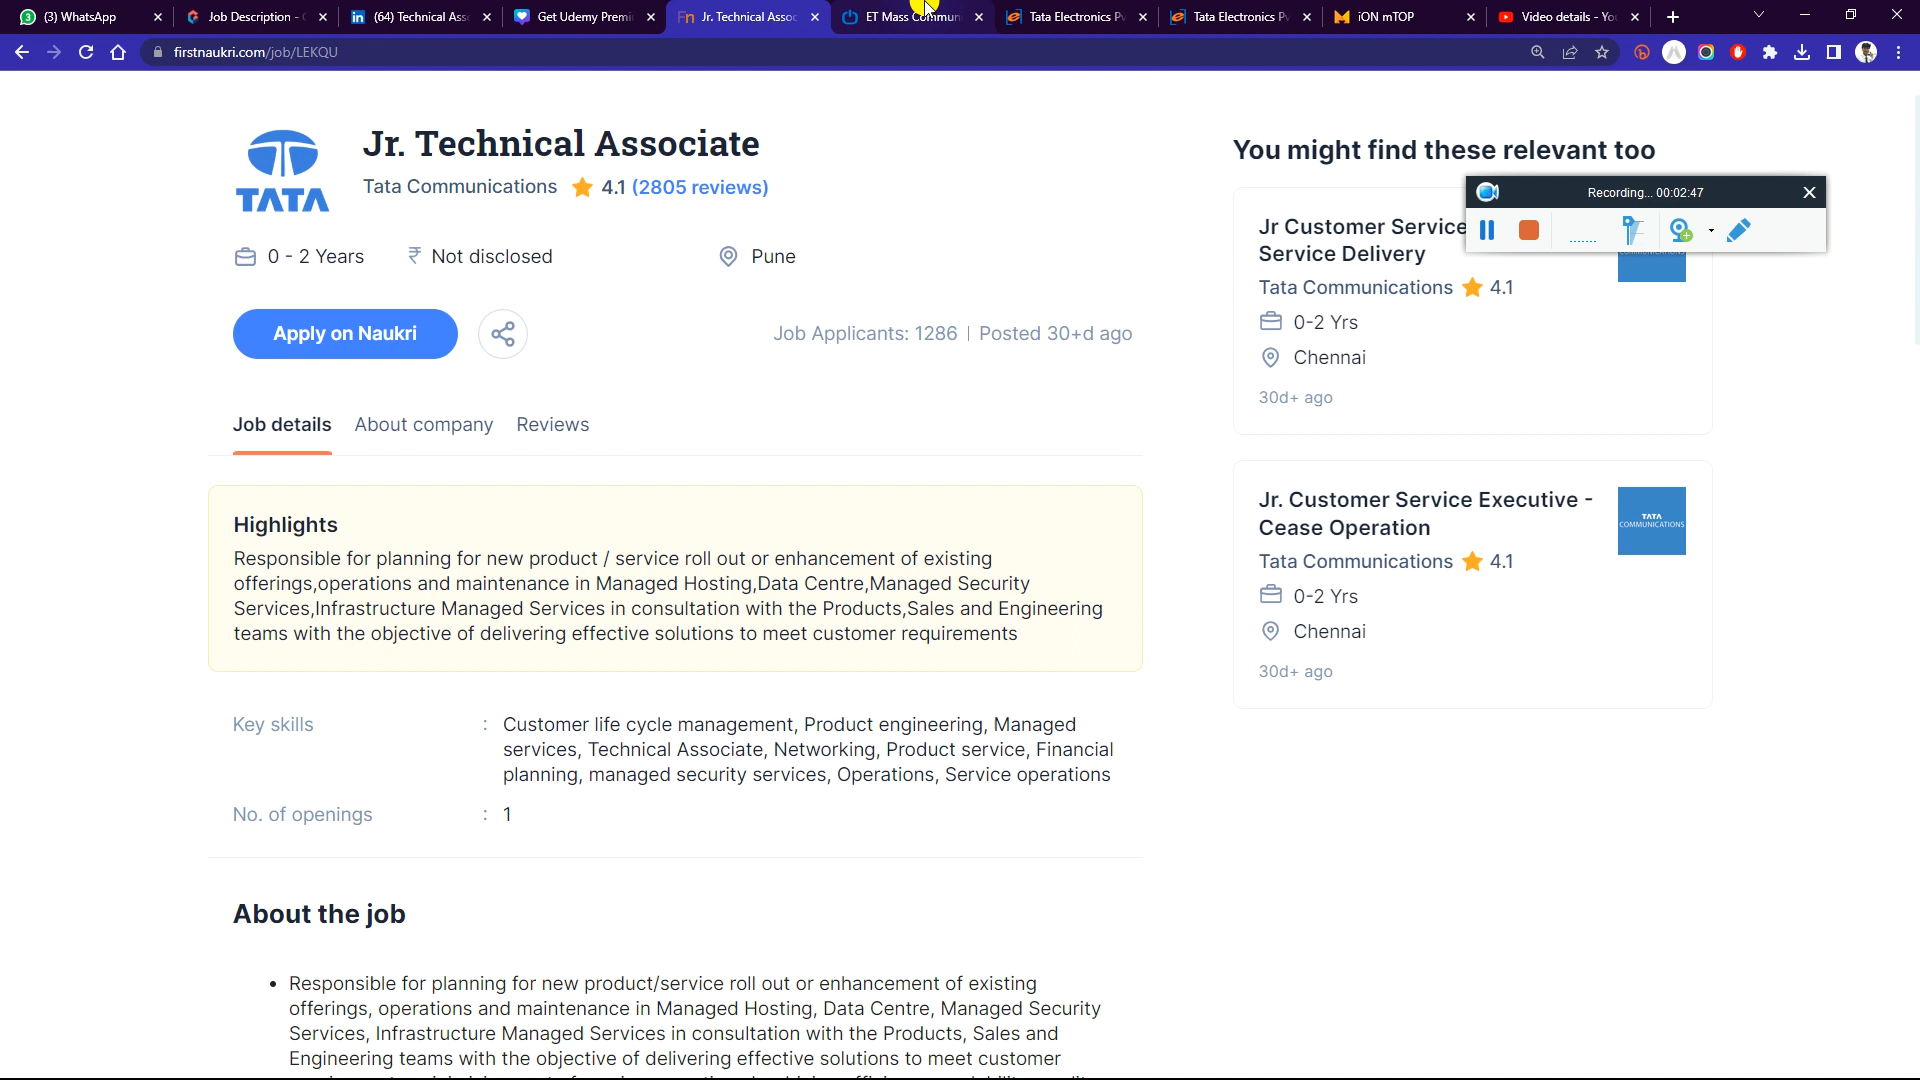 (3) WhatsApp
Job Description -
(64) Technical Ass
Get Udemy Premi
Jr. Technical Assoc
ET Mass Commun
Tata Electronics Pv
Tata Electronics Pv
iON mTOP
Video details - You
firstnaukri.com/job/LEKQU
TATA
Jr. Technical Associate
Tata Communications 4.1 (2805 reviews)
0 - 2 Years
₹ Not disclosed
Pune
Apply on Naukri
Job Applicants: 1286 | Posted 30+d ago
Job details
About company
Reviews
Highlights
Responsible for planning for new product / service roll out or enhancement of existing
offerings,operations and maintenance in Managed Hosting,Data Centre,Managed Security
Services,Infrastructure Managed Services in consultation with the Products,Sales and Engineering
teams with the objective of delivering effective solutions to meet customer requirements
Key skills : Customer life cycle management, Product engineering, Managed
services, Technical Associate, Networking, Product service, Financial
planning, managed security services, Operations, Service operations
No. of openings : 1
About the job
• Responsible for planning for new product/service roll out or enhancement of existing
offerings, operations and maintenance in Managed Hosting, Data Centre, Managed Security
Services, Infrastructure Managed Services in consultation with the Products, Sales and
Engineering teams with the objective of delivering effective solutions to meet customer
You might find these relevant too
Recording... 00:02:47
Jr Customer Service
Service Delivery
Tata Communications 4.1
0-2 Yrs
Chennai
30d+ ago
Jr. Customer Service Executive -
Cease Operation
TATA
COMMUNICATIONS
Tata Communications 4.1
0-2 Yrs
Chennai
30d+ ago